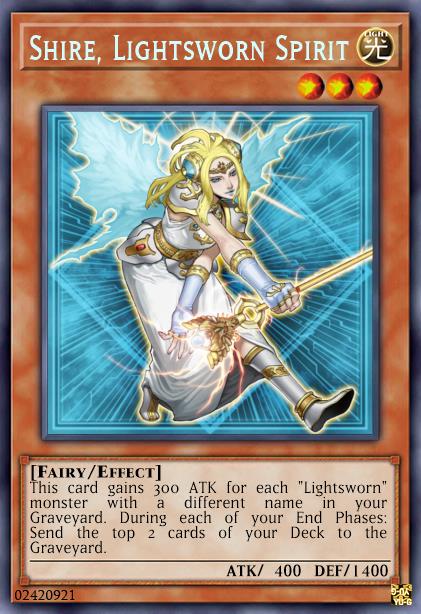 Shire, Lightsworn Spirit
LIGHT
光
[Fairy/Effect]
This card gains 300 ATK for each "Lightsworn"
monster with a different name in your
Graveyard. During each of your End Phases:
Send the top 2 cards of your Deck to the
Graveyard.
ATK/ 400 DEF/1400
02420921